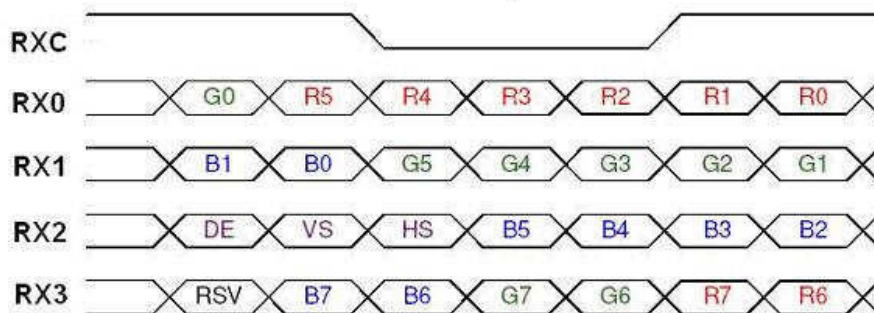 RXC
RX0 G0 R5 R4 R3 R2 R1 R0
RX1 B1 B0 G5 G4 G3 G2 G1
RX2 DE VS HS B5 B4 B3 B2
RX3 RSV B7 B6 G7 G6 R7 R6